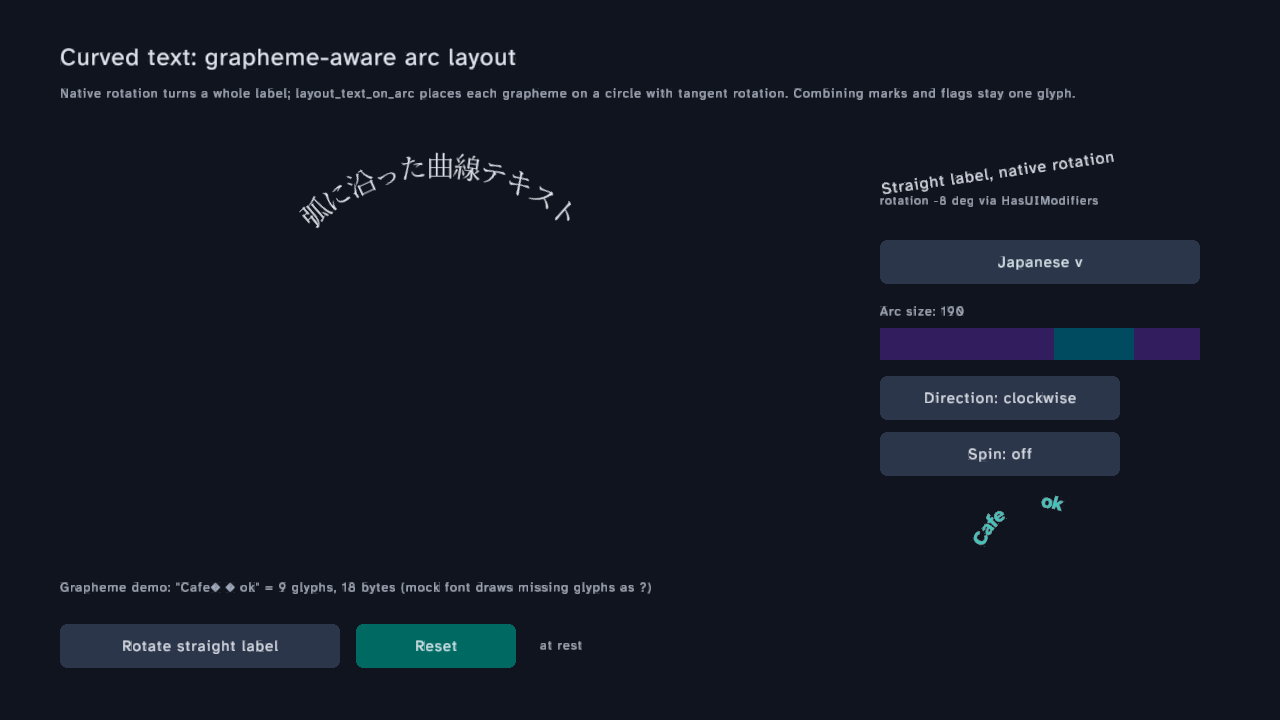 Curved text: grapheme-aware arc layout
Native rotation turns a whole label; layout_text_on_arc places each grapheme on a circle with tangent rotation. Combining marks and flags stay one glyph.
弧に沿った曲線テキスト
Straight label, native rotation
rotation -8 deg via HasUIModifiers
Japanese v
Arc size: 190
Direction: clockwise
Spin: off
Cafe ok
Grapheme demo: "Cafe� � ok" = 9 glyphs, 18 bytes (mock font draws missing glyphs as ?)
Rotate straight label
Reset
at rest